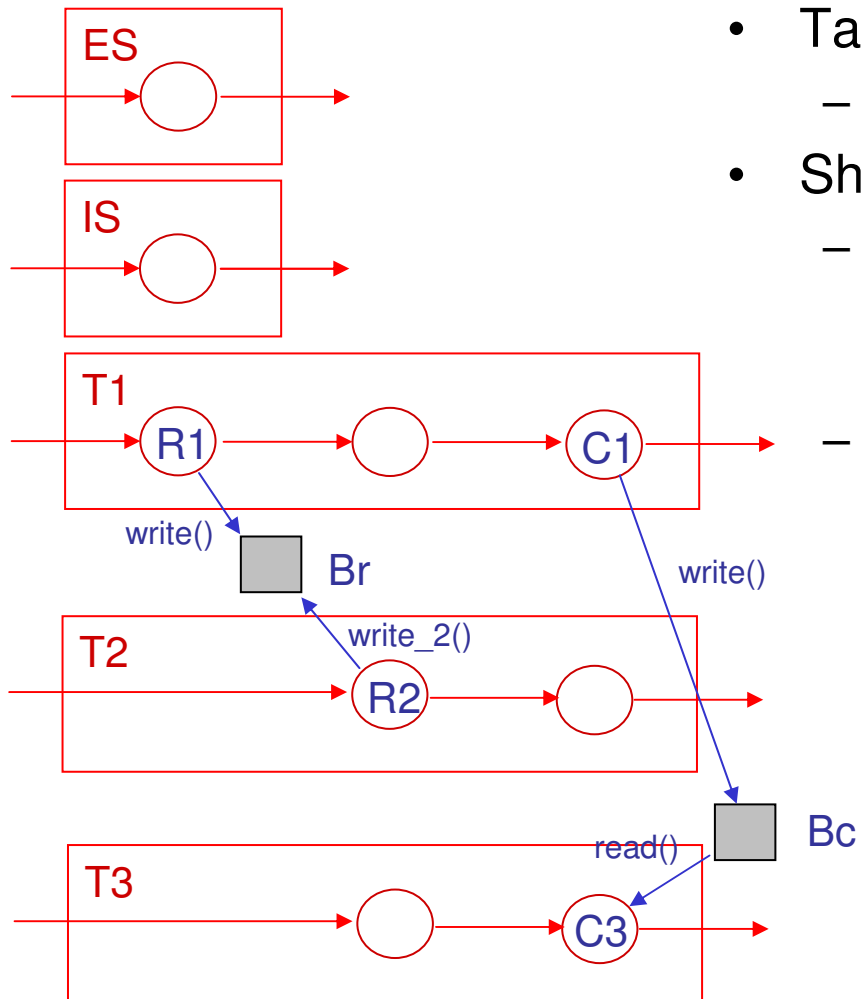 ES
IS
T1
R1
C1
write()
Br
write()
T2
write_2()
R2
Bc
read()
T3
C3
• Ta
–
• Sh
–
–